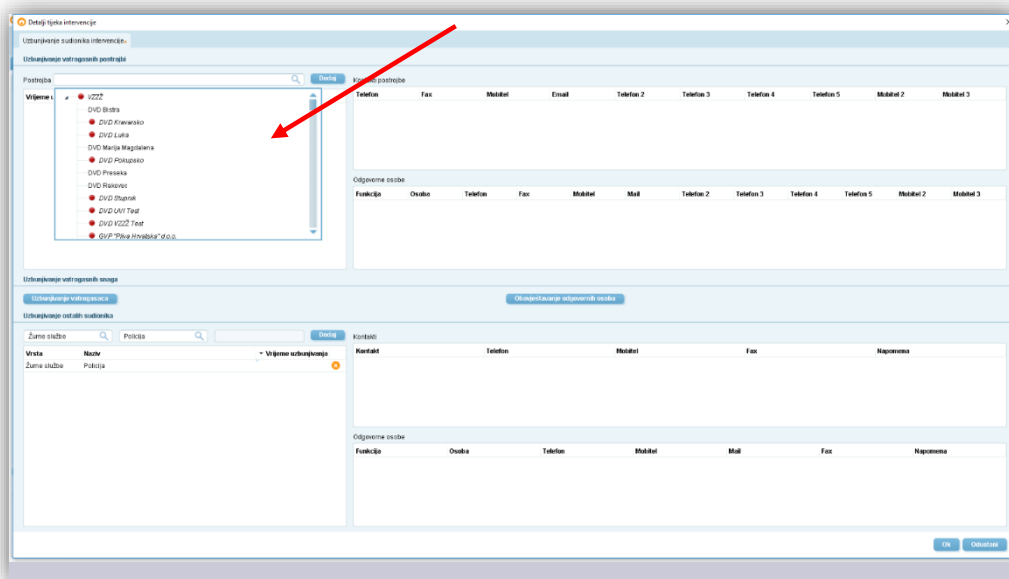 Detalji tijeka intervencije
Uzbunjivanje sudionika intervencije
Uzbunjivanje vatrogasnih postrojbi
Postrojba Dodaj
Vrijeme u
VZZŽ
DVD Bistra
DVD Kravarsko
DVD Luka
DVD Marija Magdalena
DVD Pokupsko
DVD Preseka
DVD Rakovec
DVD Stupnik
DVD UVI Test
DVD VZZŽ Test
GVP "Pliva Hrvatska" d.o.o.
postrojbe
Telefon Fax Mobitel Email Telefon 2 Telefon 3 Telefon 4 Telefon 5 Mobitel 2 Mobitel 3
Odgovorne osobe
Funkcija Osoba Telefon Fax Mobitel Mail Telefon 2 Telefon 3 Telefon 4 Telefon 5 Mobitel 2 Mobitel 3
Uzbunjivanje vatrogasnih snaga
Uzbunjivanje vatrogasaca Obavještavanje odgovornih osoba
Uzbunjivanje ostalih sudionika
Žurne službe Policija Dodaj
Vrsta Naziv Vrijeme uzbunjivanja
Žurne službe Policija
Kontakti
Kontakt Telefon Mobitel Fax Napomena
Odgovorne osobe
Funkcija Osoba Telefon Mobitel Mail Fax Napomena
Ok Odustani